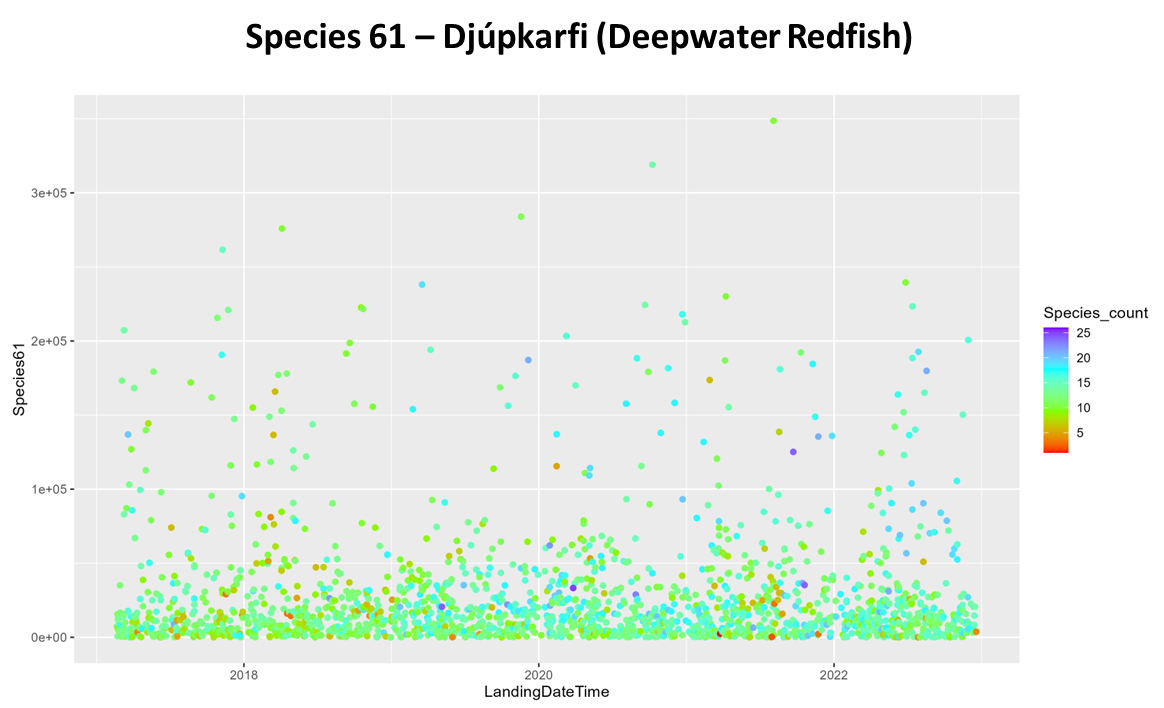 Species 61 – Djúpkarfi (Deepwater Redfish)
3e+05
2e+05
1e+05
0e+00
Species61
2018
2020
2022
LandingDateTime
Species_count
25
20
15
10
5